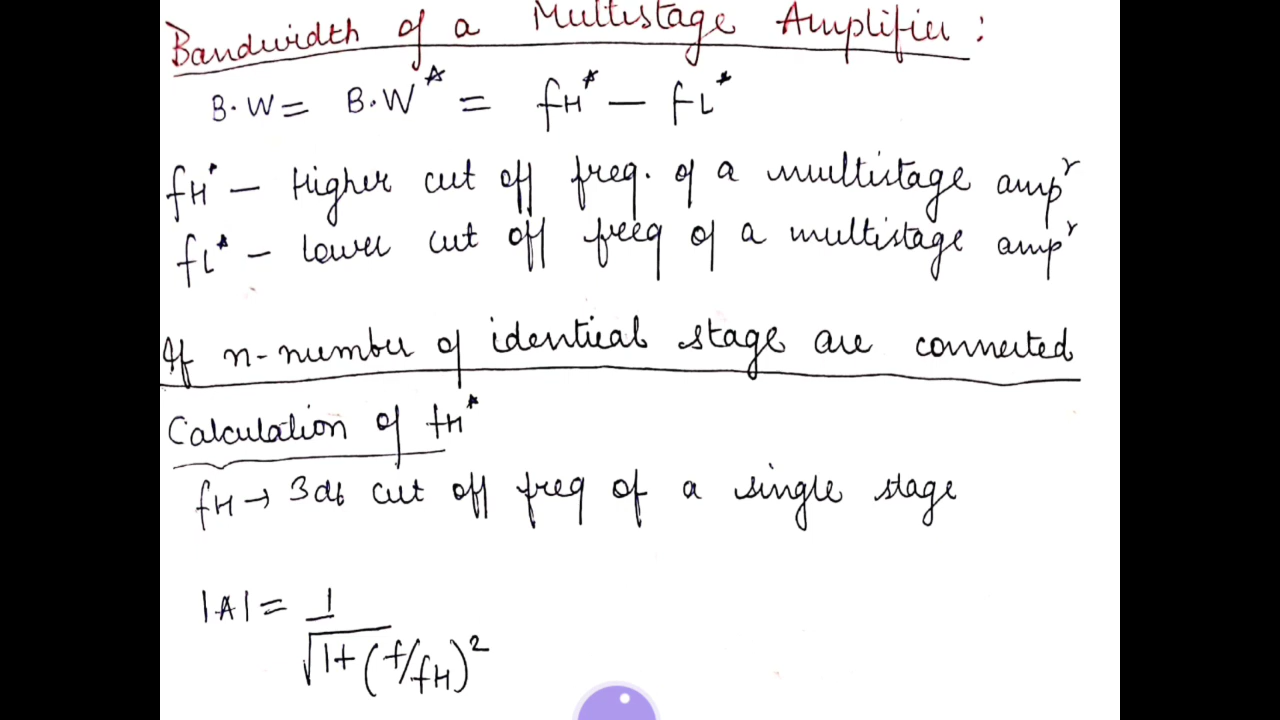 Bandwidth of a Multistage Amplifier :
B.W = B.W* = fH* - fL*
fH* - Higher cut off freq. of a multistage ampr
fL* - Lower cut off freq of a multistage ampr
If n-number of identical stage are connected
Calculation of fH*
fH → 3db cut off freq of a single stage
|A| = 1 / √1+(f/fH)²